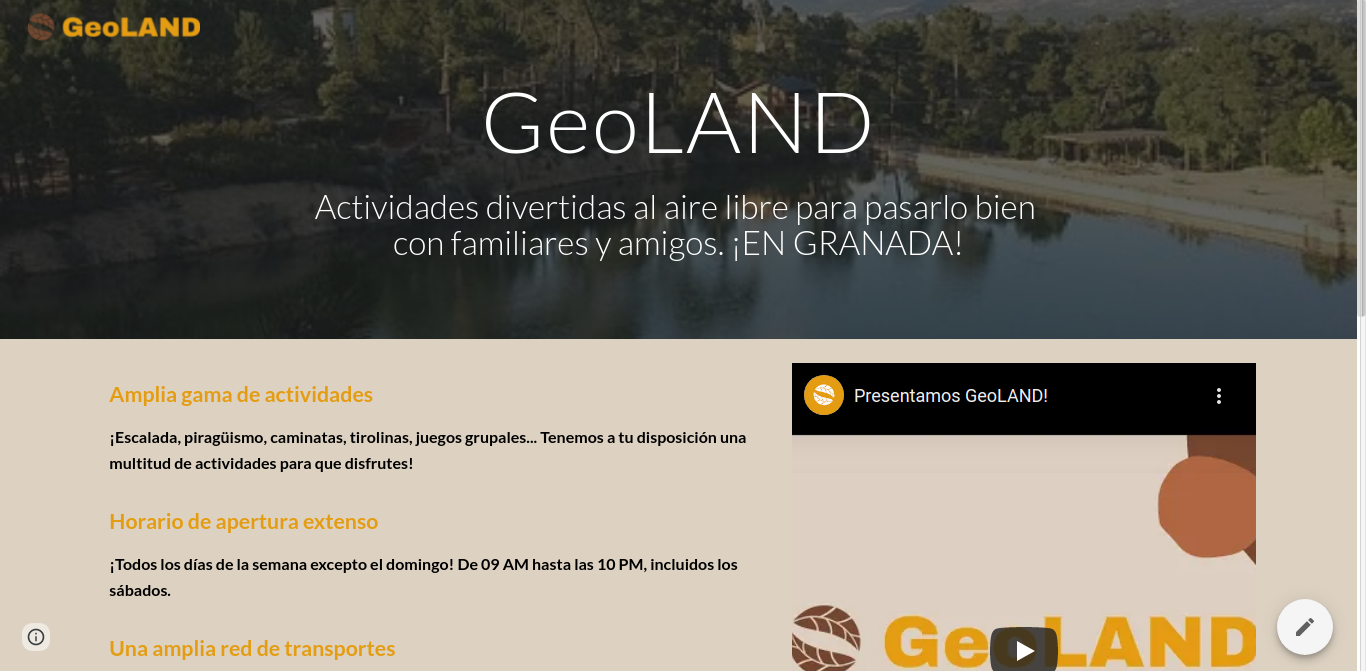 GeoLAND
GeoLAND
Actividades divertidas al aire libre para pasarlo bien
con familiares y amigos. ¡EN GRANADA!
Amplia gama de actividades
¡Escalada, piragüismo, caminatas, tirolinas, juegos grupales... Tenemos a tu disposición una
multitud de actividades para que disfrutes!
Horario de apertura extenso
¡Todos los días de la semana excepto el domingo! De 09 AM hasta las 10 PM, incluidos los
sábados.
Una amplia red de transportes
Presentamos GeoLAND!
GeoLAND